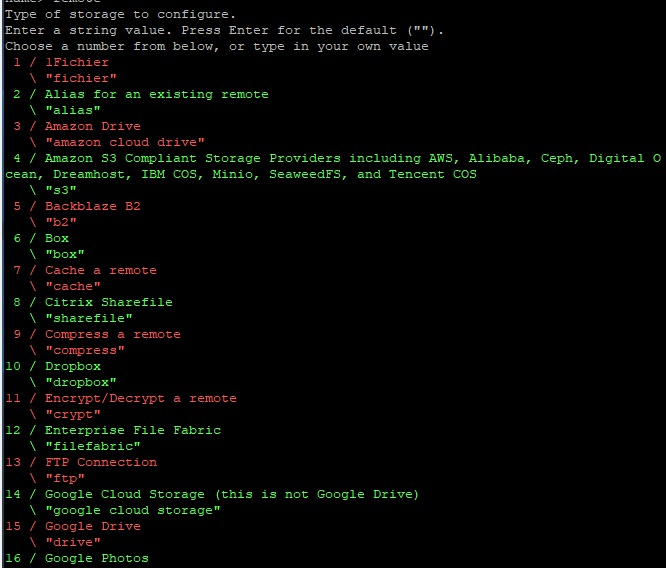 name> remote
Type of storage to configure.
Enter a string value. Press Enter for the default ("").
Choose a number from below, or type in your own value
1 / 1Fichier
\ "fichier"
2 / Alias for an existing remote
\ "alias"
3 / Amazon Drive
\ "amazon cloud drive"
4 / Amazon S3 Compliant Storage Providers including AWS, Alibaba, Ceph, Digital O
cean, Dreamhost, IBM COS, Minio, SeaweedFS, and Tencent COS
\ "s3"
5 / Backblaze B2
\ "b2"
6 / Box
\ "box"
7 / Cache a remote
\ "cache"
8 / Citrix Sharefile
\ "sharefile"
9 / Compress a remote
\ "compress"
10 / Dropbox
\ "dropbox"
11 / Encrypt/Decrypt a remote
\ "crypt"
12 / Enterprise File Fabric
\ "filefabric"
13 / FTP Connection
\ "ftp"
14 / Google Cloud Storage (this is not Google Drive)
\ "google cloud storage"
15 / Google Drive
\ "drive"
16 / Google Photos